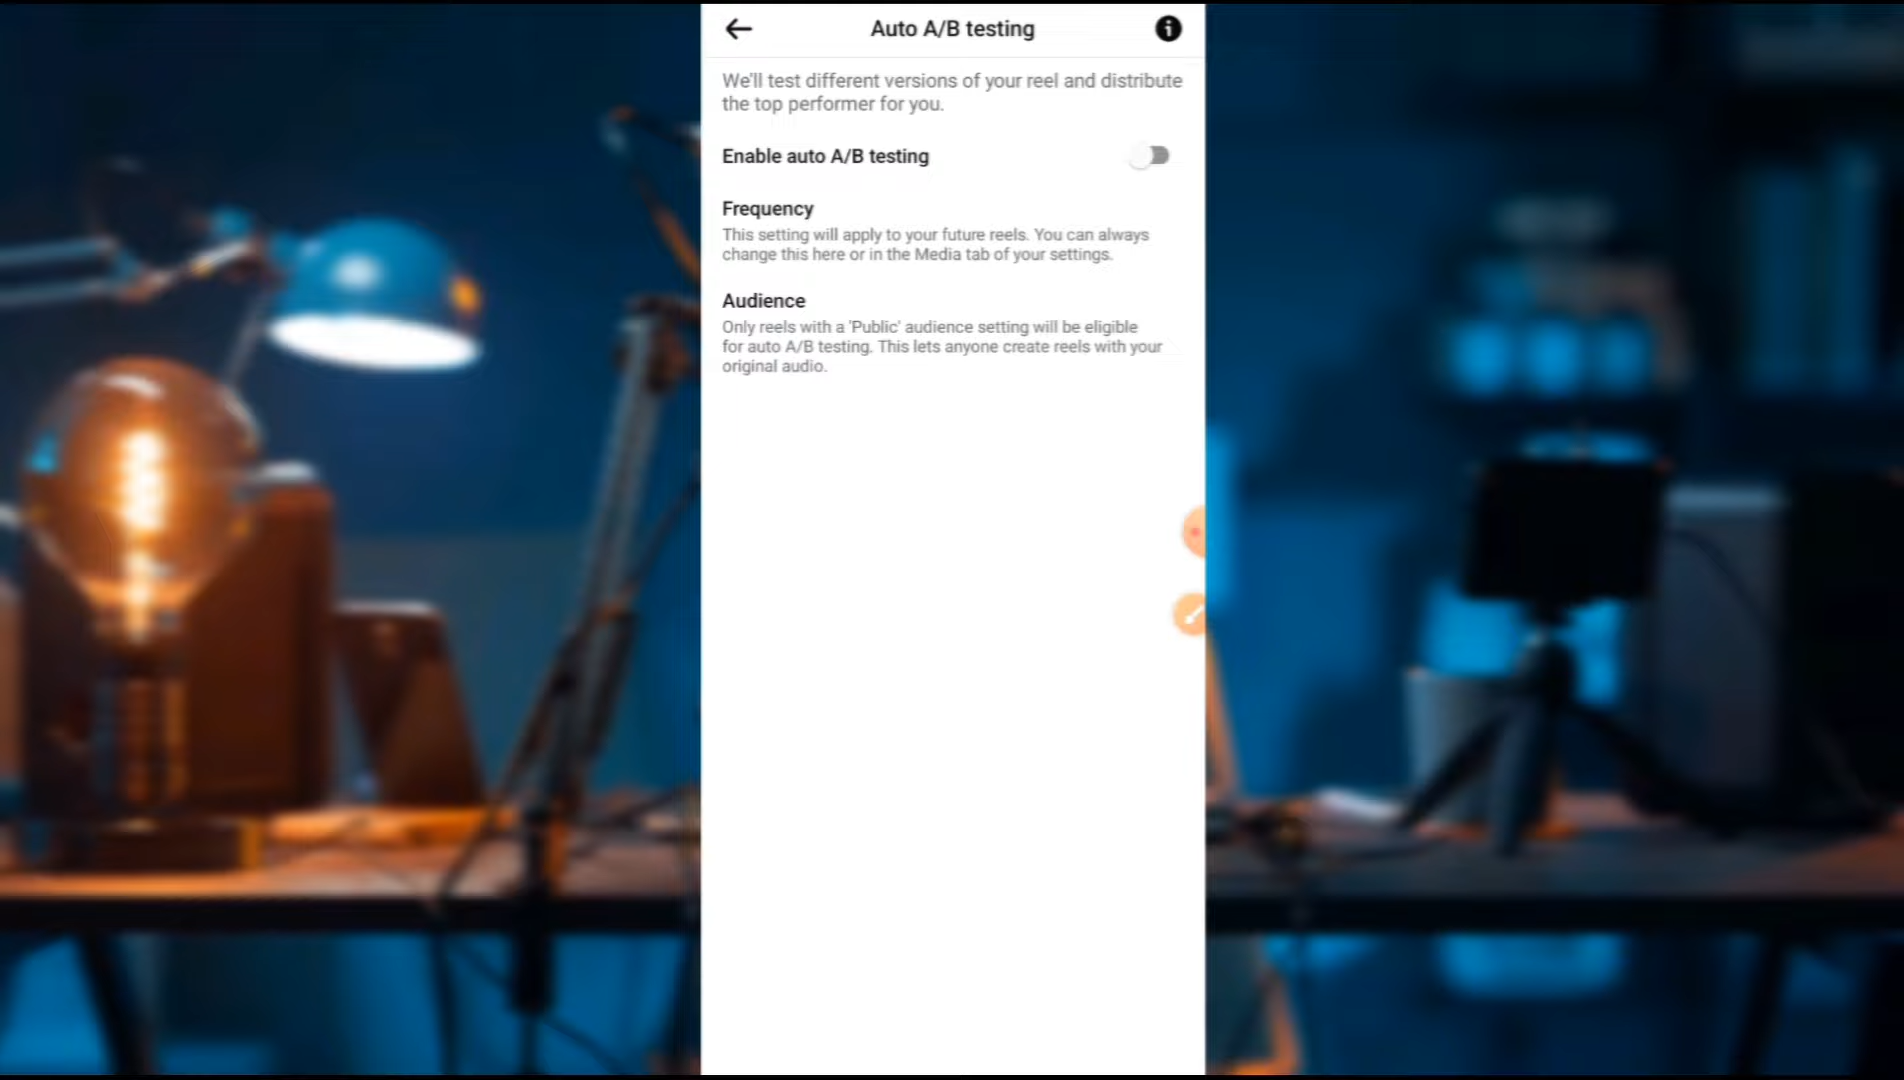 Auto A/B testing
We'll test different versions of your reel and distribute
the top performer for you.
Enable auto A/B testing
Frequency
This setting will apply to your future reels. You can always
change this here or in the Media tab of your settings.
Audience
Only reels with a 'Public' audience setting will be eligible
for auto A/B testing. This lets anyone create reels with your
original audio.